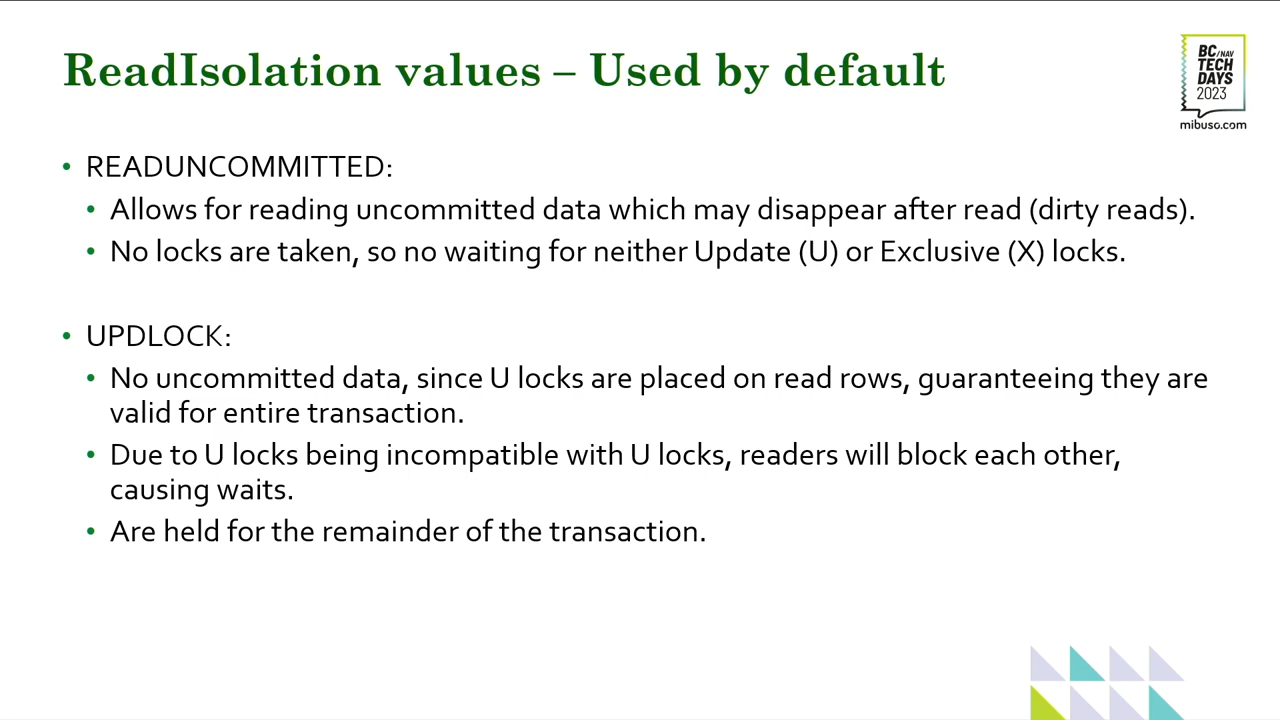 ReadIsolation values – Used by default
BC/NAV
TECH
DAYS
2023
mibuso.com
• READUNCOMMITTED:
• Allows for reading uncommitted data which may disappear after read (dirty reads).
• No locks are taken, so no waiting for neither Update (U) or Exclusive (X) locks.
• UPDLOCK:
• No uncommitted data, since U locks are placed on read rows, guaranteeing they are
valid for entire transaction.
• Due to U locks being incompatible with U locks, readers will block each other,
causing waits.
• Are held for the remainder of the transaction.